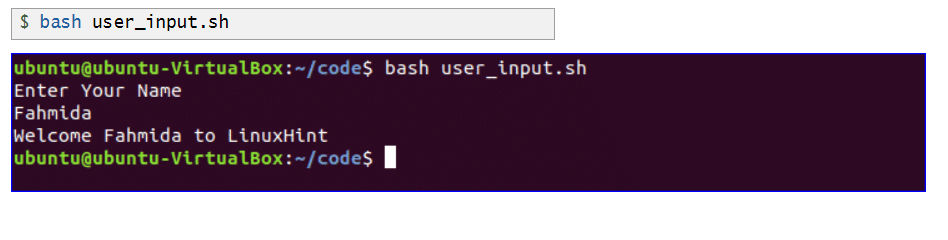 $ bash user_input.sh
ubuntu@ubuntu-VirtualBox:~/code$ bash user_input.sh
Enter Your Name
Fahmida
Welcome Fahmida to LinuxHint
ubuntu@ubuntu-VirtualBox:~/code$